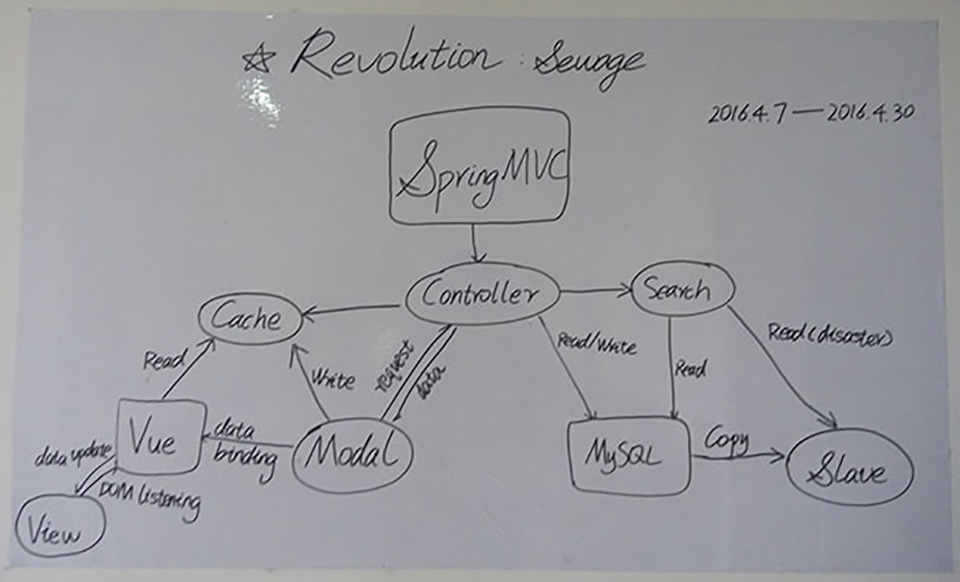 ☆ Revolution : Sewage
2016.4.7 — 2016.4.30
SpringMVC
Controller
Search
Cache
Read
Write
request
data
Read/Write
Read
Read(disaster)
Vue
data
binding
Modal
MySQL
Copy
Slave
data update
DOM listening
View